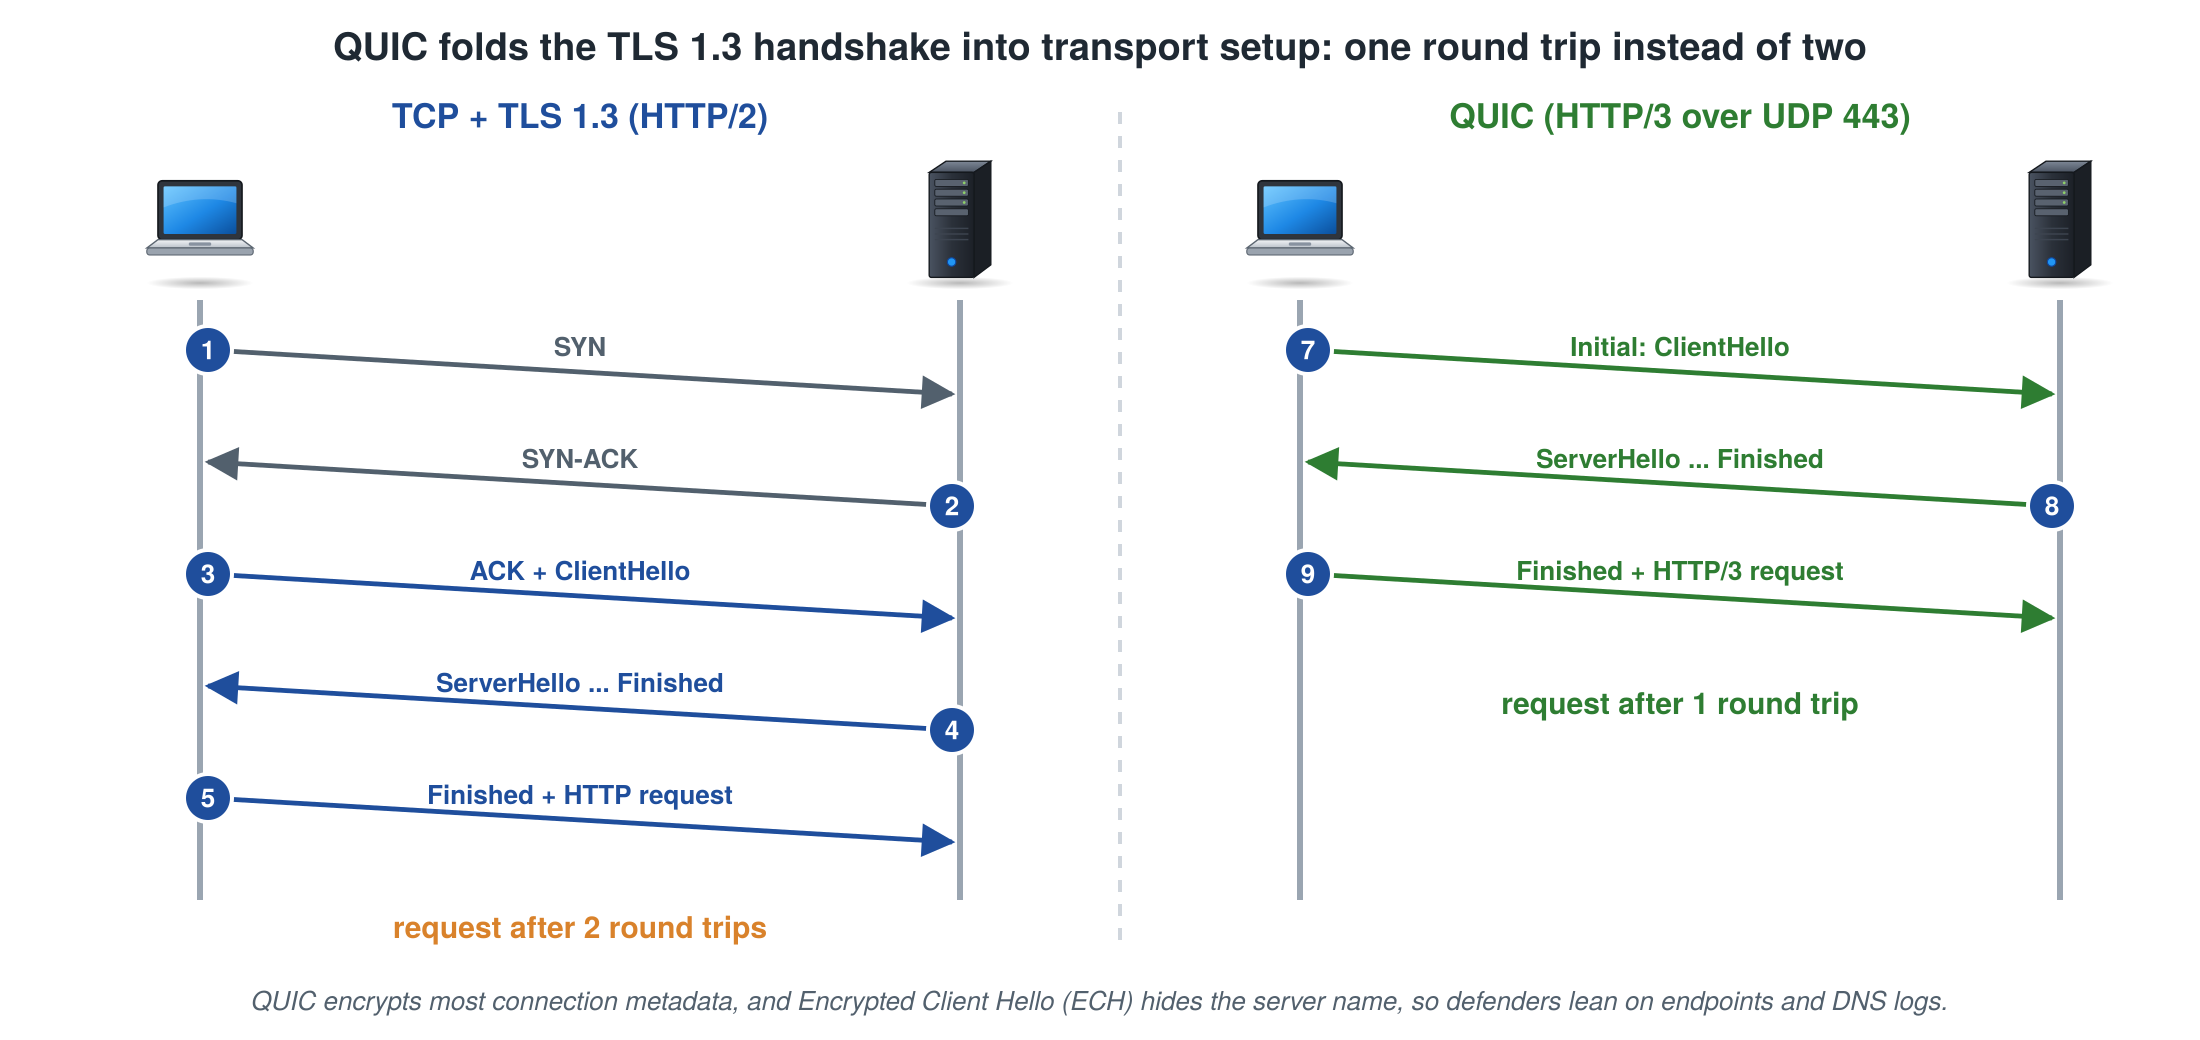 QUIC folds the TLS 1.3 handshake into transport setup: one round trip instead of two
TCP + TLS 1.3 (HTTP/2)
1
SYN
SYN-ACK
2
3
ACK + ClientHello
ServerHello ... Finished
4
5
Finished + HTTP request
request after 2 round trips
QUIC (HTTP/3 over UDP 443)
7
Initial: ClientHello
ServerHello ... Finished
8
9
Finished + HTTP/3 request
request after 1 round trip
QUIC encrypts most connection metadata, and Encrypted Client Hello (ECH) hides the server name, so defenders lean on endpoints and DNS logs.